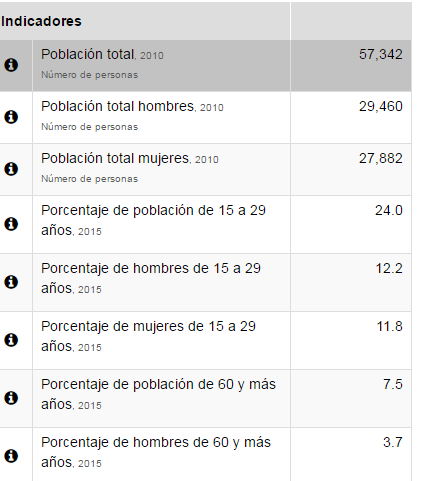 Indicadores
Población total, 2010 57,342
Número de personas
Población total hombres, 2010 29,460
Número de personas
Población total mujeres, 2010 27,882
Número de personas
Porcentaje de población de 15 a 29 24.0
años, 2015
Porcentaje de hombres de 15 a 29 12.2
años, 2015
Porcentaje de mujeres de 15 a 29 11.8
años, 2015
Porcentaje de población de 60 y más 7.5
años, 2015
Porcentaje de hombres de 60 y más 3.7
años, 2015